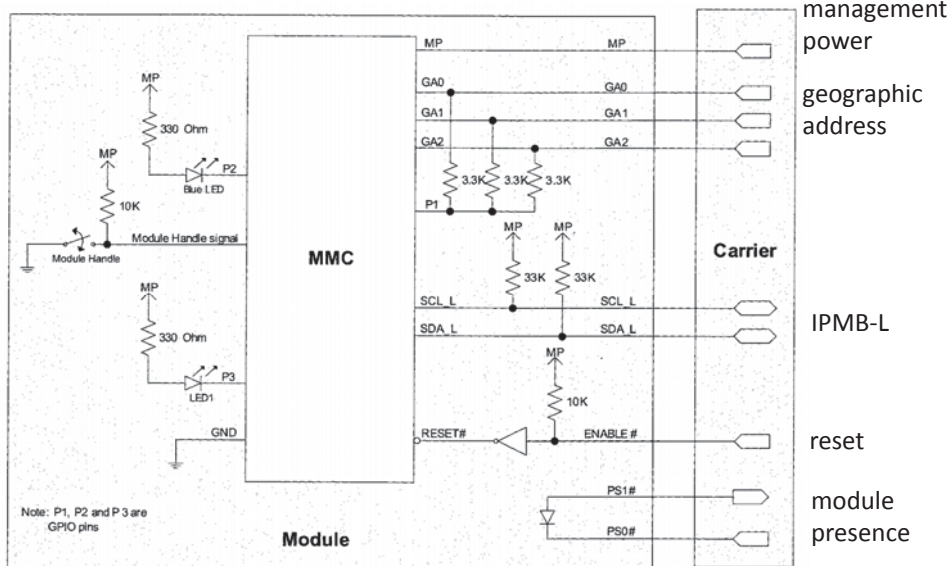 management
power
MP
MP
GA0
GA0
geographic
address
GA1
GA1
GA2
GA2
MP
330 Ohm
P2
Blue LED
3.3K
3.3K
3.3K
P1
MP
10K
Module Handle signal
Module Handle
MMC
Carrier
MP
MP
33K
33K
SCL_L
SCL_L
SDA_L
SDA_L
IPMB-L
MP
330 Ohm
P3
LED1
MP
10K
GND
RESET#
ENABLE #
reset
PS1#
module
presence
PS0#
Note: P1, P2 and P3 are
GPIO pins
Module